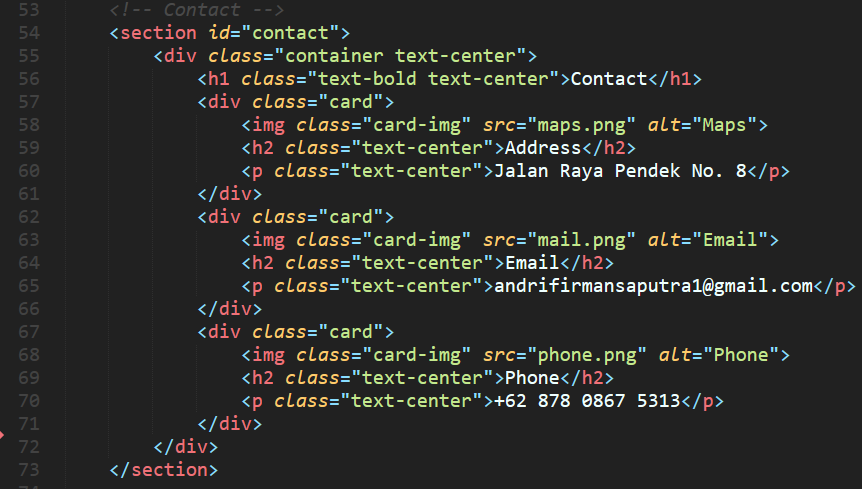 53 <!-- Contact -->
54 <section id="contact">
55 <div class="container text-center">
56 <h1 class="text-bold text-center">Contact</h1>
57 <div class="card">
58 <img class="card-img" src="maps.png" alt="Maps">
59 <h2 class="text-center">Address</h2>
60 <p class="text-center">Jalan Raya Pendek No. 8</p>
61 </div>
62 <div class="card">
63 <img class="card-img" src="mail.png" alt="Email">
64 <h2 class="text-center">Email</h2>
65 <p class="text-center">andrifirmansaputra1@gmail.com</p>
66 </div>
67 <div class="card">
68 <img class="card-img" src="phone.png" alt="Phone">
69 <h2 class="text-center">Phone</h2>
70 <p class="text-center">+62 878 0867 5313</p>
71 </div>
72 </div>
73 </section>